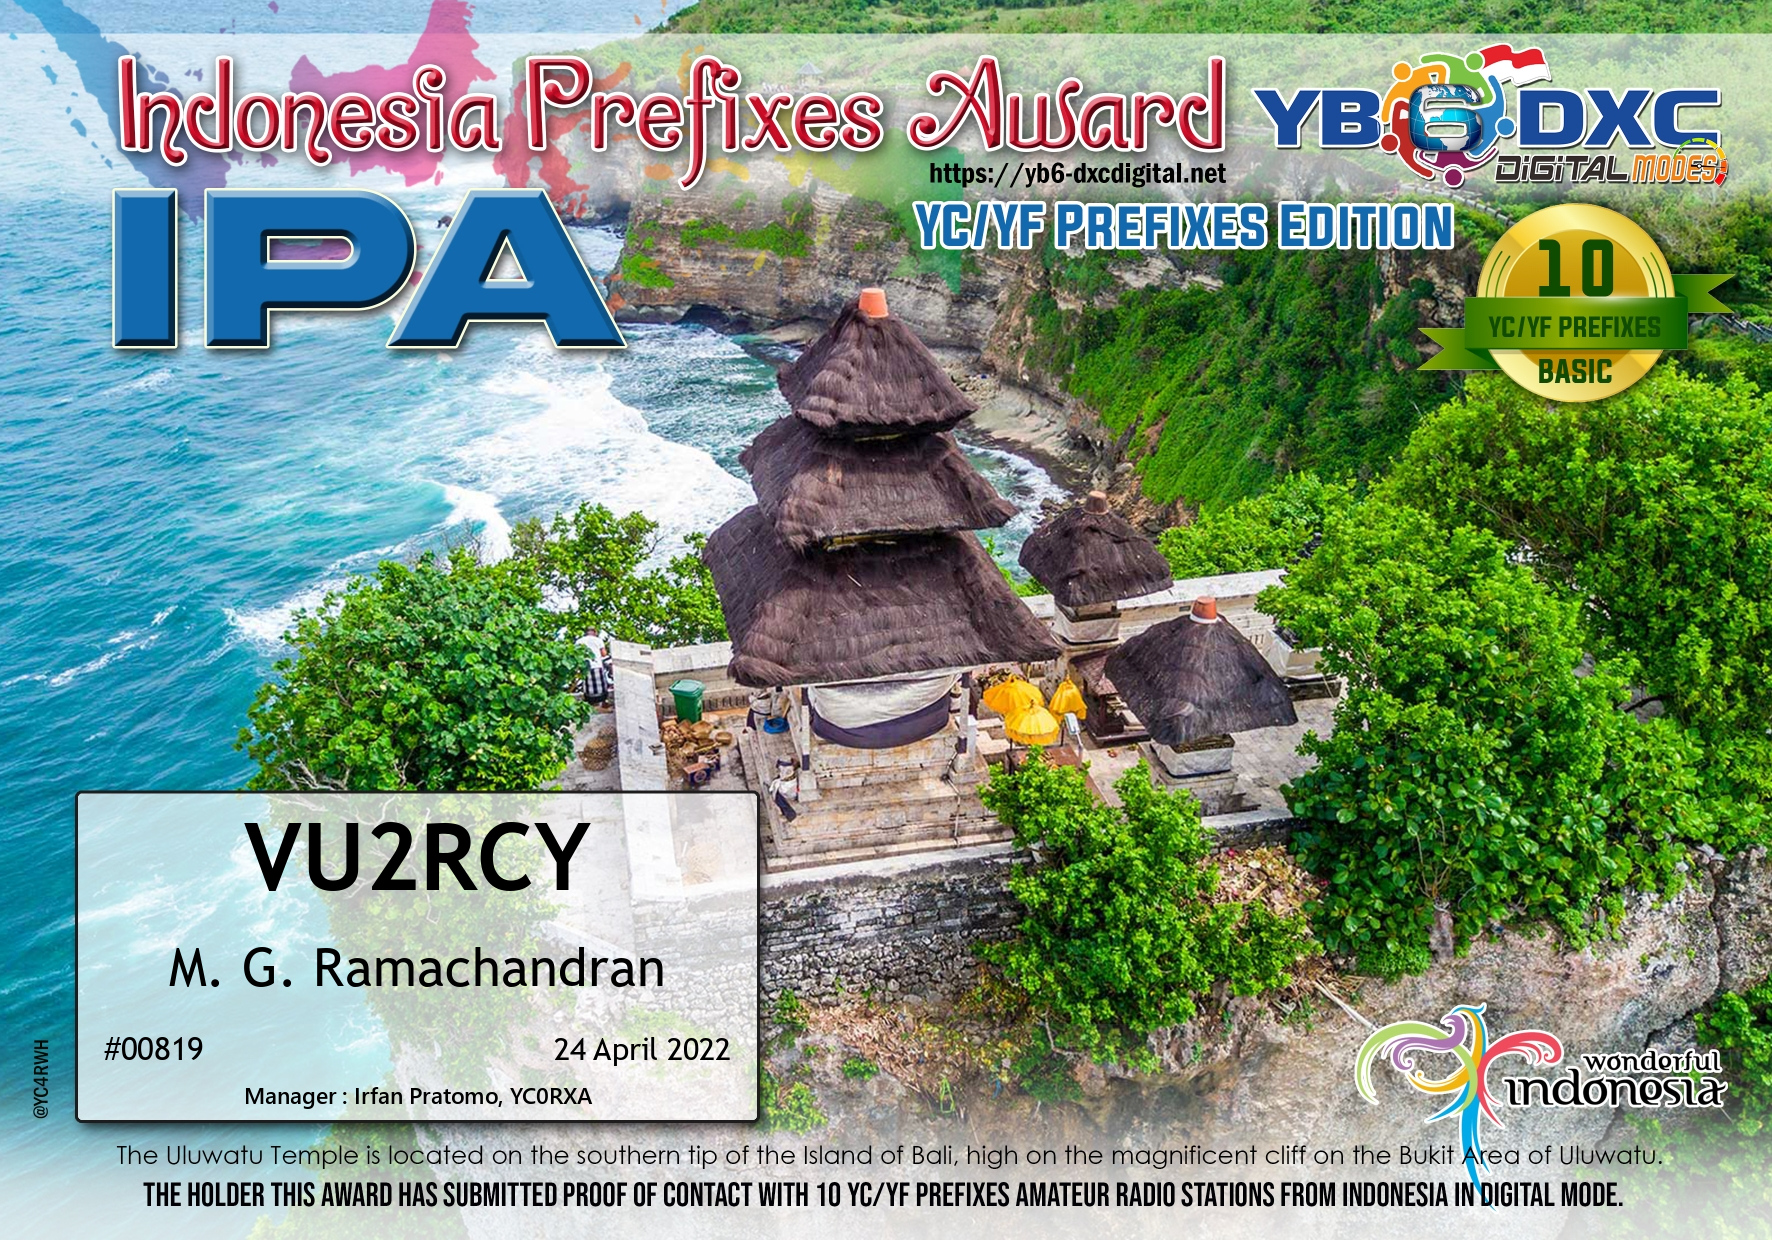 Indonesia Prefixes Award
YB6DXC
DIGITAL MODES
https://yb6-dxcdigital.net
IPA
YC/YF PREFIXES EDITION
10
YC/YF PREFIXES
BASIC
VU2RCY
M. G. Ramachandran
#00819 24 April 2022
Manager : Irfan Pratomo, YC0RXA
@YC4RWH
wonderful
indonesia
The Uluwatu Temple is located on the southern tip of the Island of Bali, high on the magnificent cliff on the Bukit Area of Uluwatu.
THE HOLDER THIS AWARD HAS SUBMITTED PROOF OF CONTACT WITH 10 YC/YF PREFIXES AMATEUR RADIO STATIONS FROM INDONESIA IN DIGITAL MODE.